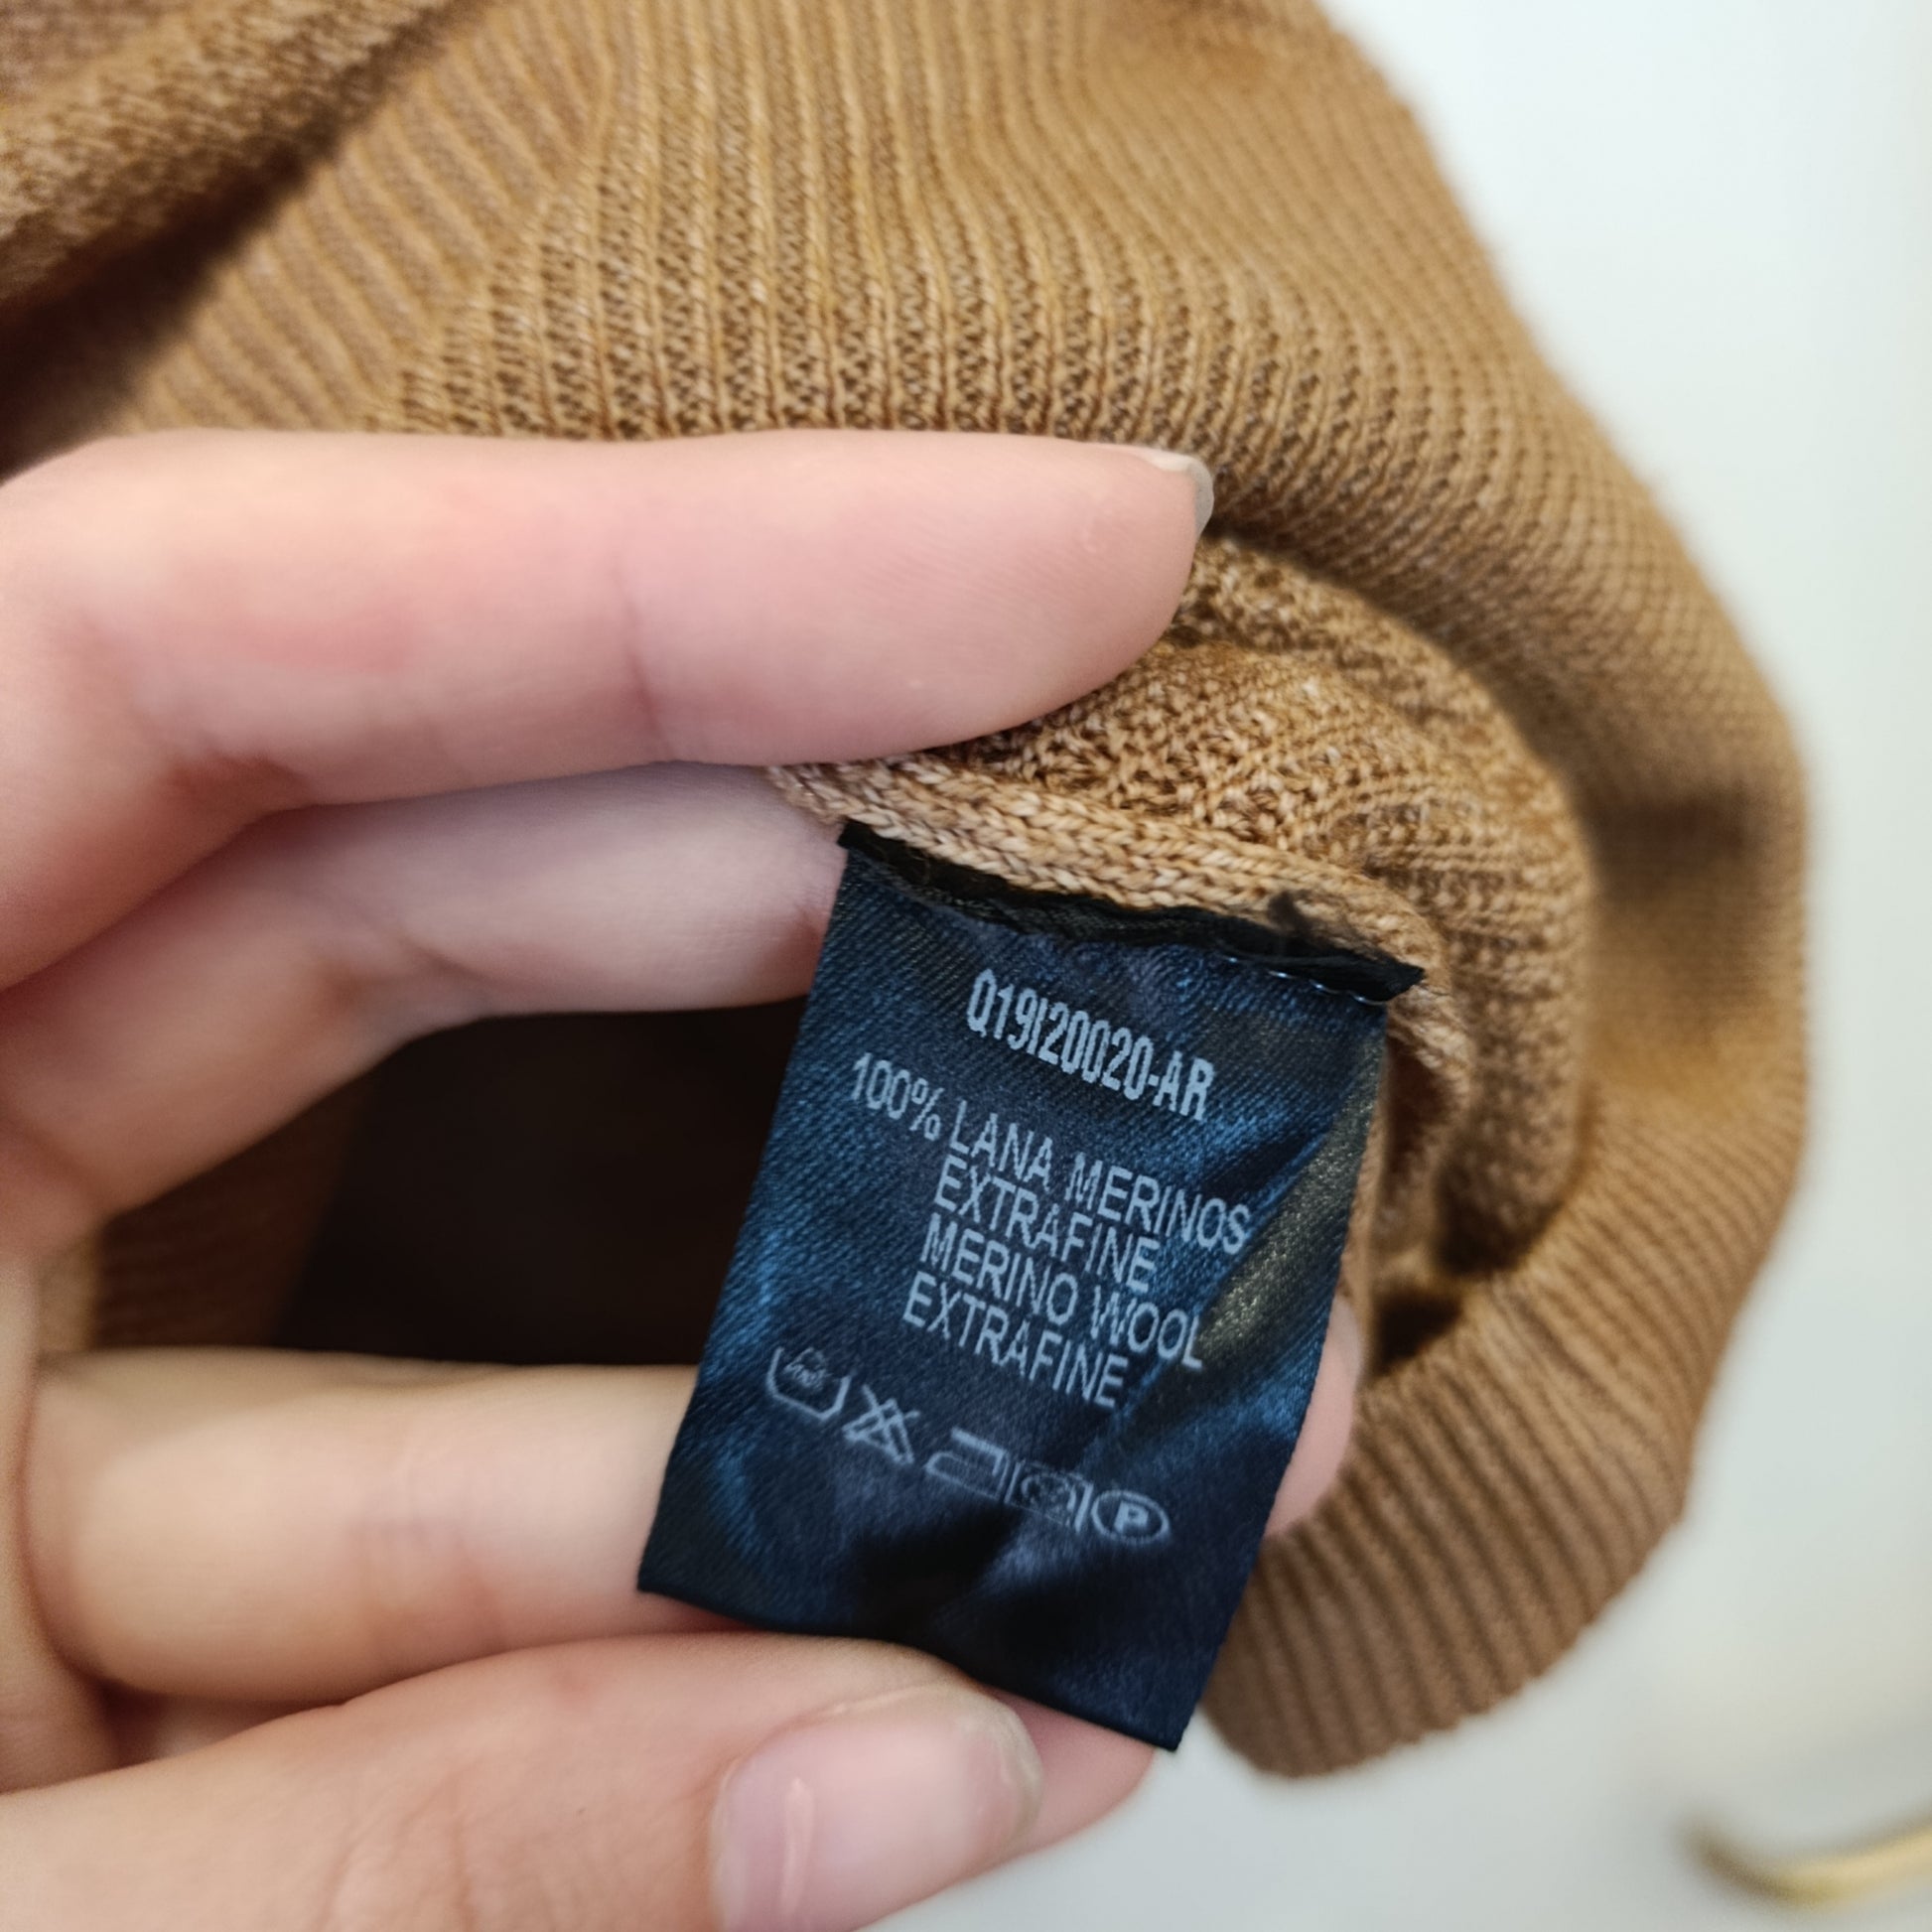 Q19I20020-AR
100% LANA MERINOS
EXTRAFINE
MERINO WOOL
EXTRAFINE
P